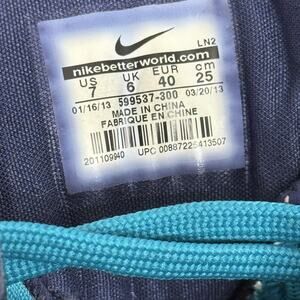 LN2
nikebetterworld.com
US UK EUR cm
7 6 40 25
01/16/13 599537-300 03/20/13
MADE IN CHINA
FABRIQUE EN CHINE
201109940 UPC 00887225413507